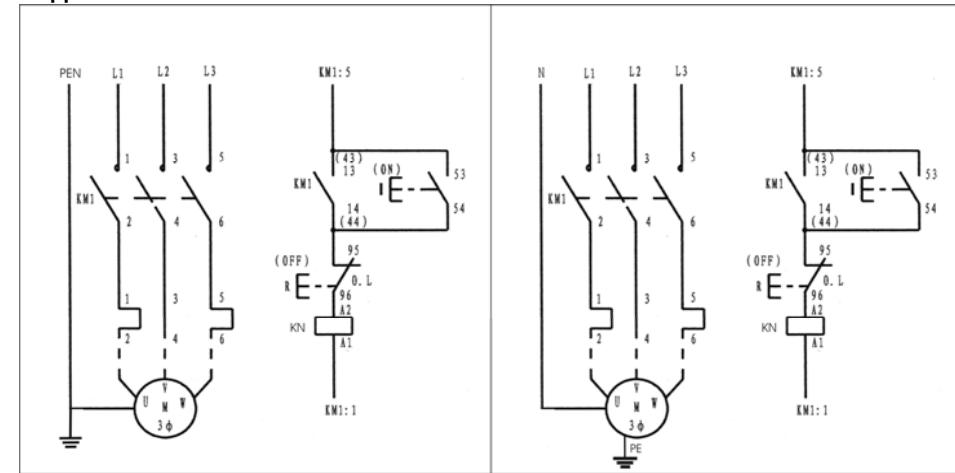 PEN L1 L2 L3 KM1:5
1 3 5 (43)
13 (ON) 53
KM1 KM1 I
2 4 6 14 54
(44)
95
(OFF) O.L
R 96
1 3 5 A2
KN
2 4 6 A1
V
U M W
3ϕ
KM1:1
N L1 L2 L3 KM1:5
1 3 5 (43)
13 (ON) 53
KM1 KM1 I
2 4 6 14 54
(44)
95
(OFF) O.L
R 96
1 3 5 A2
KN
2 4 6 A1
V
U M W
3ϕ
KM1:1
PE